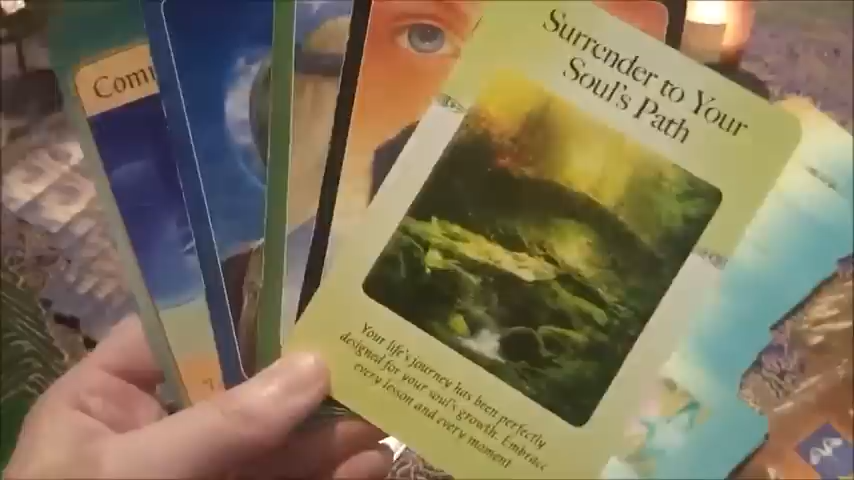 Com
Surrender to Your
Soul's Path
Your life's journey has been perfectly
designed for your soul's growth. Embrace
every lesson and every moment